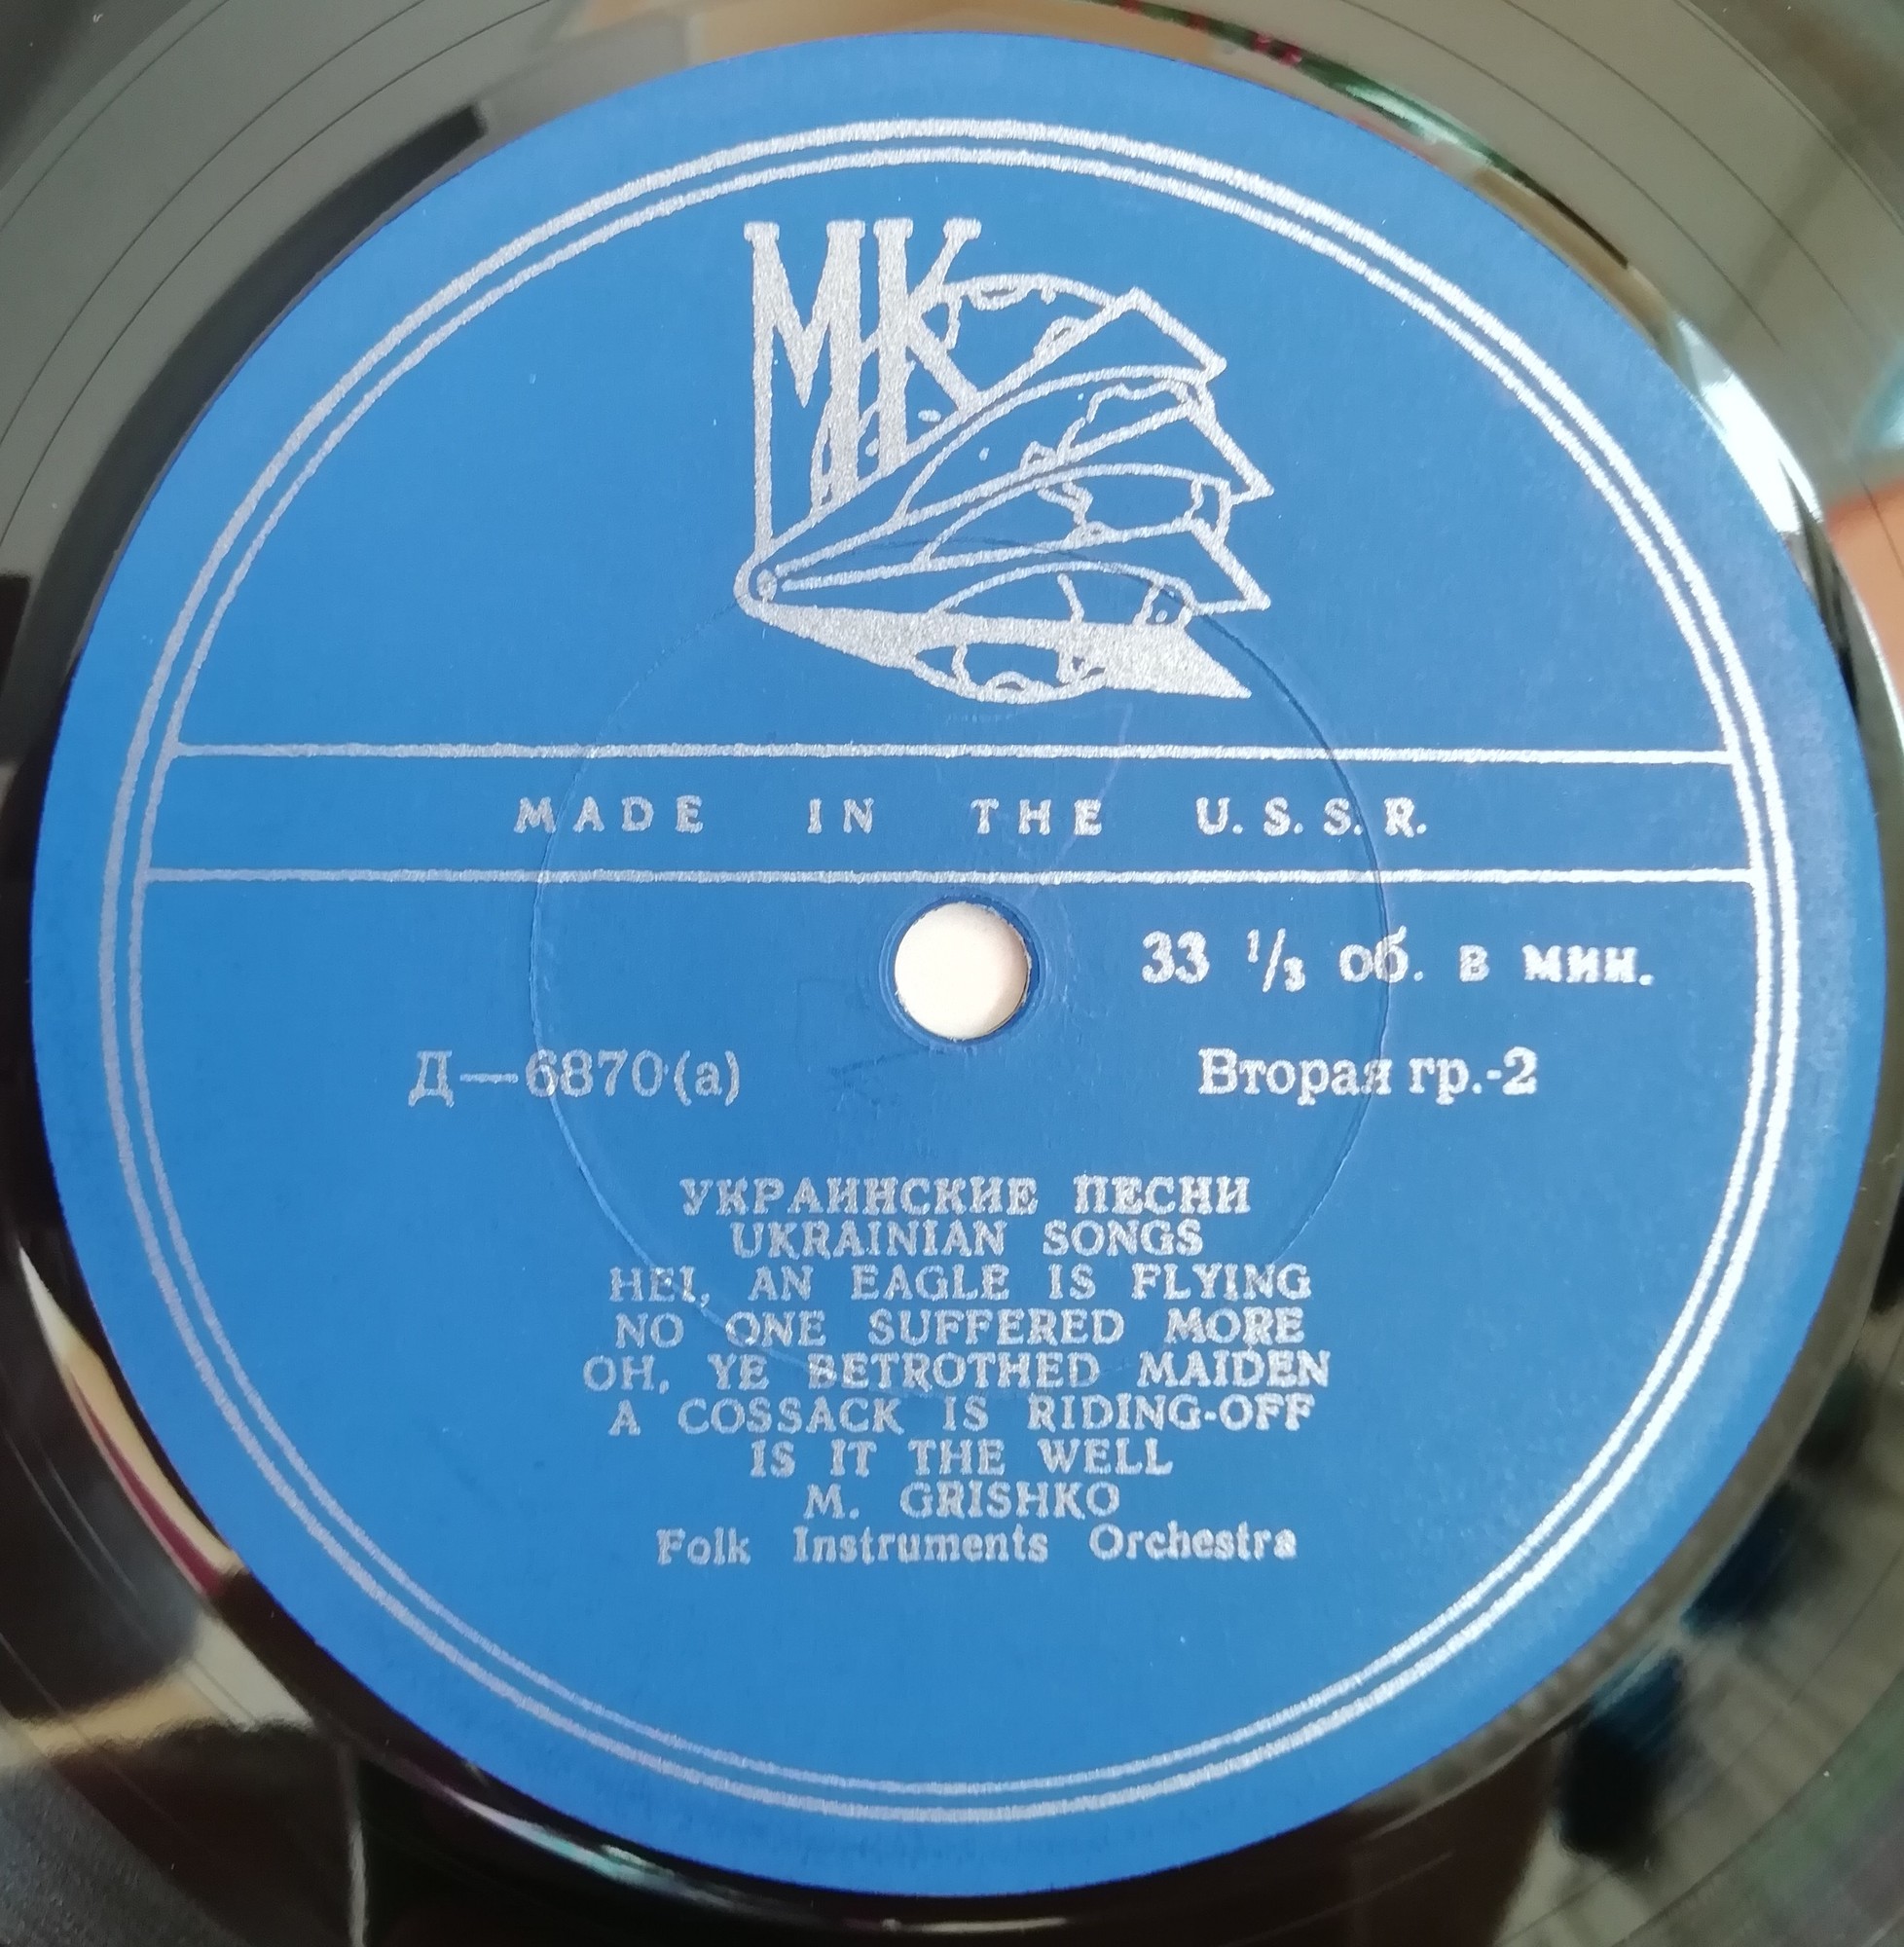 МК
MADE IN THE U.S.S.R.
33 1/3 об. в мин.
Д—6870(а)
Вторая гр.-2
УКРАИНСКИЕ ПЕСНИ
UKRAINIAN SONGS
HEI, AN EAGLE IS FLYING
NO ONE SUFFERED MORE
OH, YE BETROTHED MAIDEN
A COSSACK IS RIDING-OFF
IS IT THE WELL
M. GRISHKO
Folk Instruments Orchestra